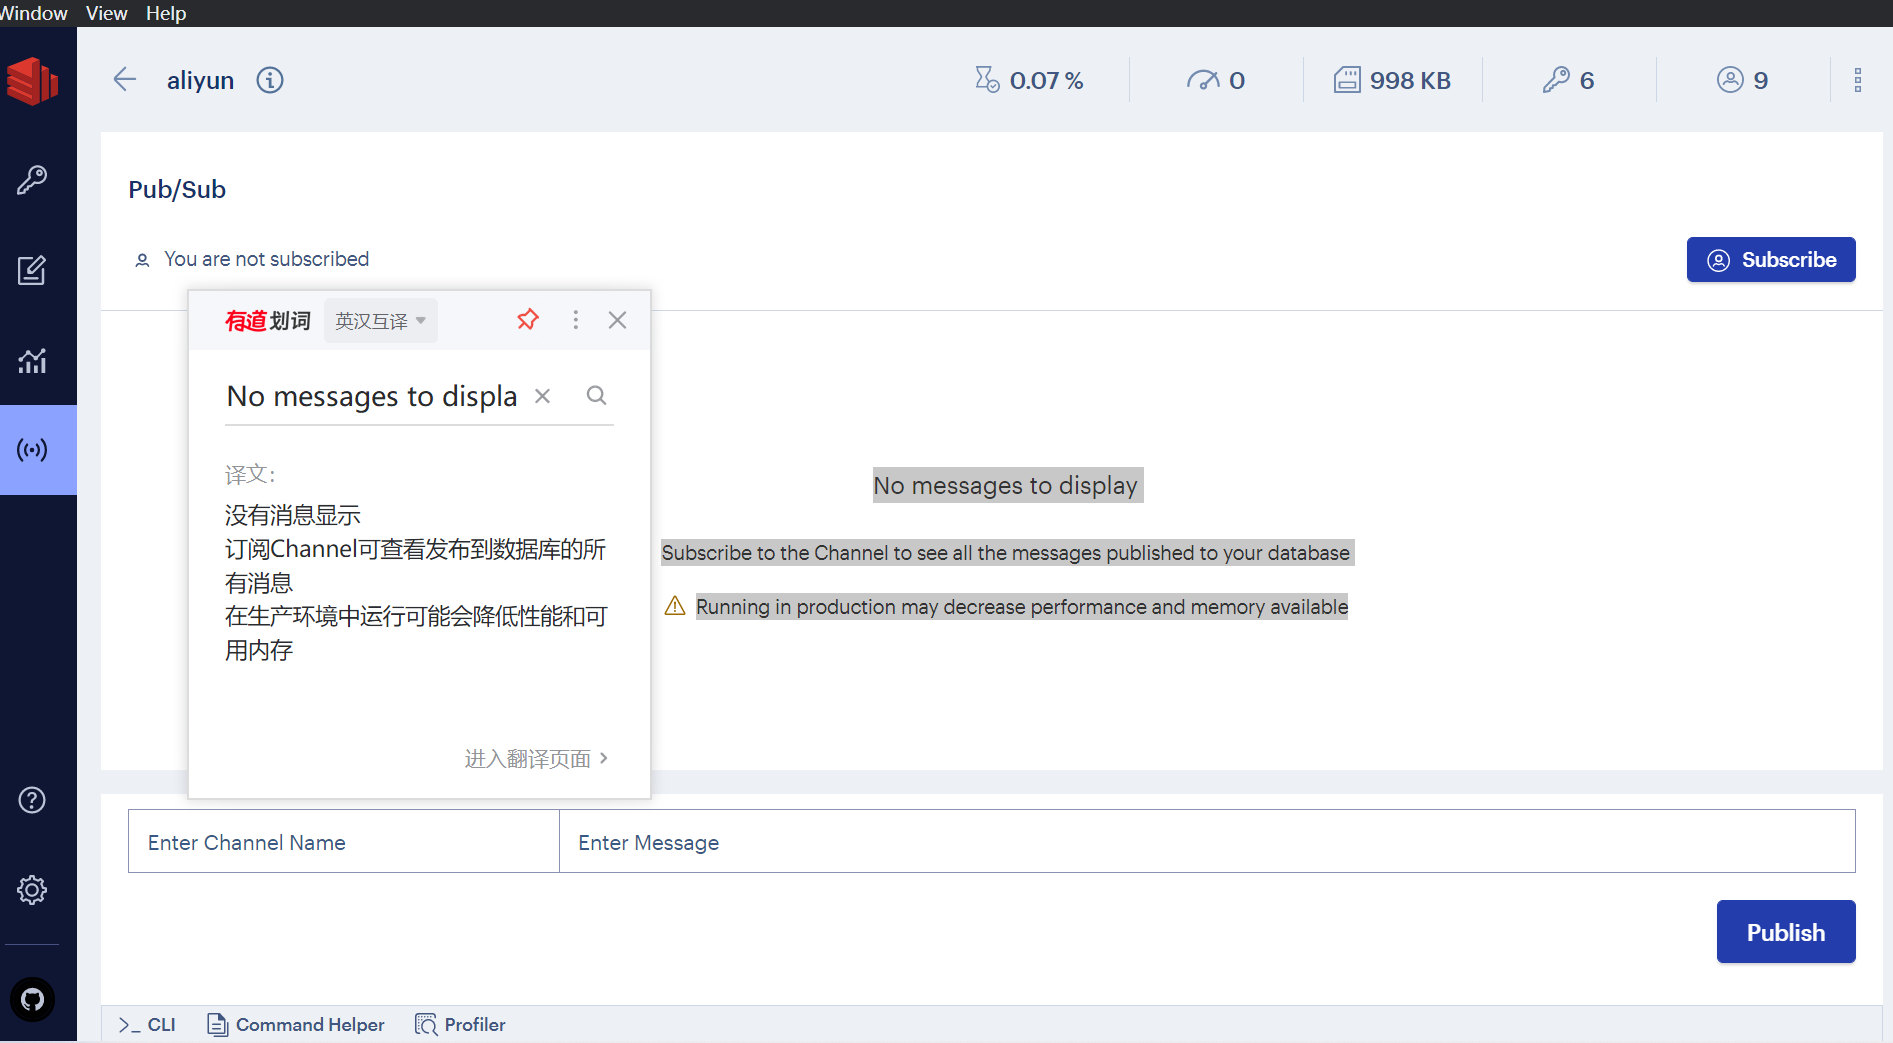 Window View Help
aliyun
0.07 %
0
998 KB
6
9
Pub/Sub
You are not subscribed
Subscribe
有道划词
英汉互译
No messages to displa
译文：
没有消息显示
订阅Channel可查看发布到数据库的所
有消息
在生产环境中运行可能会降低性能和可
用内存
进入翻译页面
No messages to display
Subscribe to the Channel to see all the messages published to your database
Running in production may decrease performance and memory available
Enter Channel Name
Enter Message
Publish
>_ CLI
Command Helper
Profiler